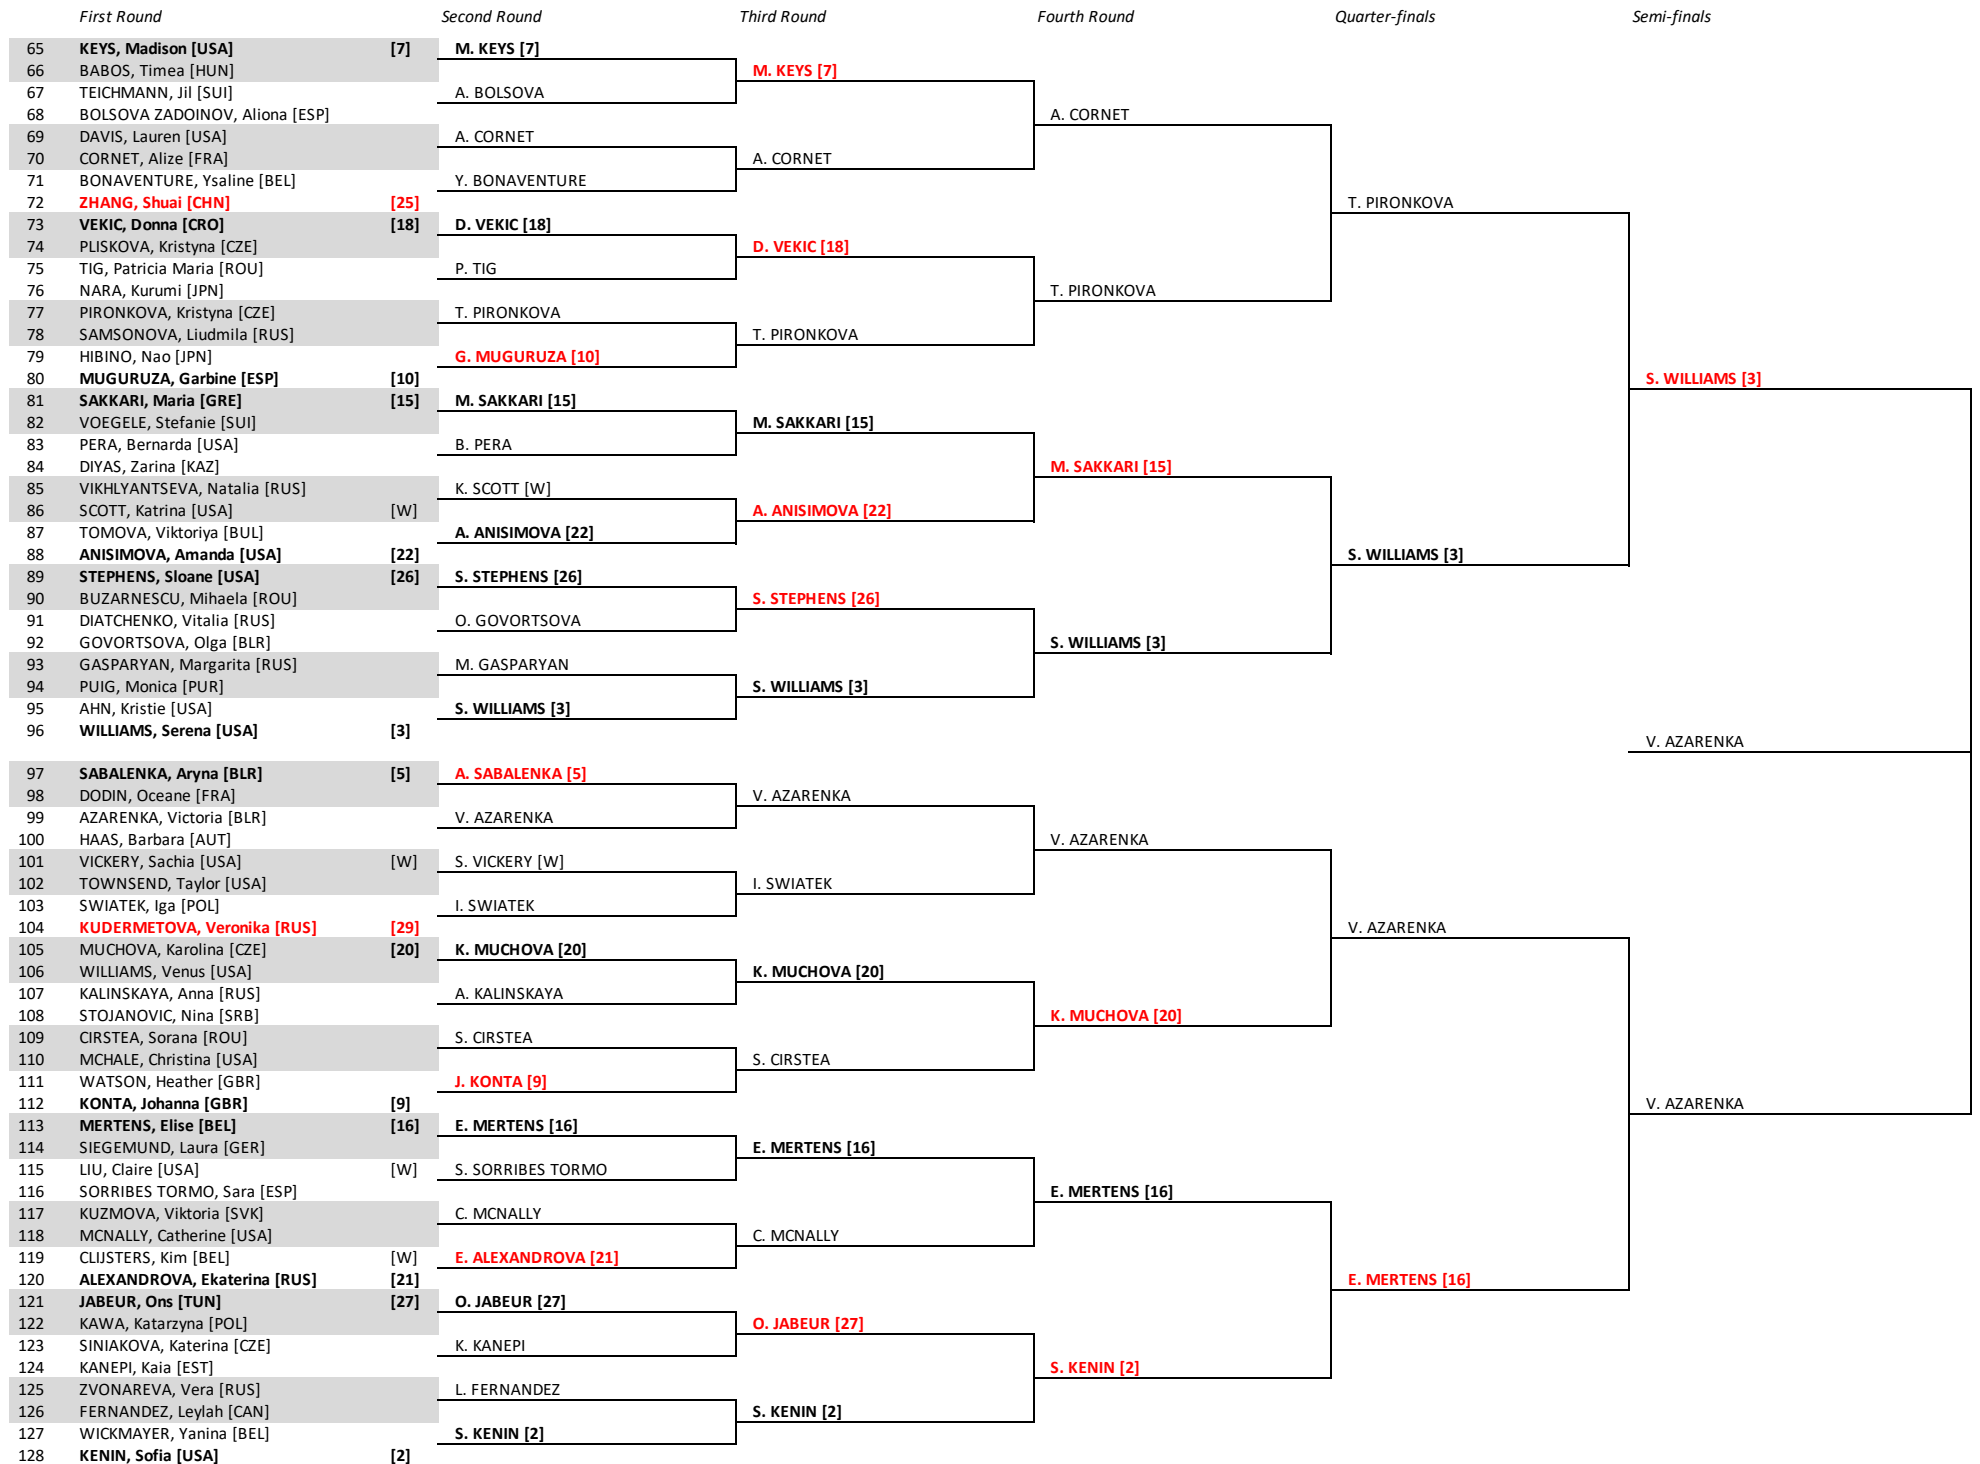 First Round Second Round Third Round Fourth Round Quarter-finals Semi-finals
65 KEYS, Madison [USA] [7] M. KEYS [7]
66 BABOS, Timea [HUN] M. KEYS [7]
67 TEICHMANN, Jil [SUI] A. BOLSOVA
68 BOLSOVA ZADOINOV, Aliona [ESP] A. CORNET
69 DAVIS, Lauren [USA] A. CORNET
70 CORNET, Alize [FRA] A. CORNET
71 BONAVENTURE, Ysaline [BEL] Y. BONAVENTURE
72 ZHANG, Shuai [CHN] [25] T. PIRONKOVA
73 VEKIC, Donna [CRO] [18] D. VEKIC [18]
74 PLISKOVA, Kristyna [CZE] D. VEKIC [18]
75 TIG, Patricia Maria [ROU] P. TIG
76 NARA, Kurumi [JPN] T. PIRONKOVA
77 PIRONKOVA, Kristyna [CZE] T. PIRONKOVA
78 SAMSONOVA, Liudmila [RUS] T. PIRONKOVA
79 HIBINO, Nao [JPN] G. MUGURUZA [10]
80 MUGURUZA, Garbine [ESP] [10] S. WILLIAMS [3]
81 SAKKARI, Maria [GRE] [15] M. SAKKARI [15]
82 VOEGELE, Stefanie [SUI] M. SAKKARI [15]
83 PERA, Bernarda [USA] B. PERA
84 DIYAS, Zarina [KAZ] M. SAKKARI [15]
85 VIKHLYANTSEVA, Natalia [RUS] K. SCOTT [W]
86 SCOTT, Katrina [USA] [W] A. ANISIMOVA [22]
87 TOMOVA, Viktoriya [BUL] A. ANISIMOVA [22]
88 ANISIMOVA, Amanda [USA] [22] S. WILLIAMS [3]
89 STEPHENS, Sloane [USA] [26] S. STEPHENS [26]
90 BUZARNESCU, Mihaela [ROU] S. STEPHENS [26]
91 DIATCHENKO, Vitalia [RUS] O. GOVORTSOVA
92 GOVORTSOVA, Olga [BLR] S. WILLIAMS [3]
93 GASPARYAN, Margarita [RUS] M. GASPARYAN
94 PUIG, Monica [PUR] S. WILLIAMS [3]
95 AHN, Kristie [USA] S. WILLIAMS [3]
96 WILLIAMS, Serena [USA] [3]
V. AZARENKA
97 SABALENKA, Aryna [BLR] [5] A. SABALENKA [5]
98 DODIN, Oceane [FRA] V. AZARENKA
99 AZARENKA, Victoria [BLR] V. AZARENKA
100 HAAS, Barbara [AUT] V. AZARENKA
101 VICKERY, Sachia [USA] [W] S. VICKERY [W]
102 TOWNSEND, Taylor [USA] I. SWIATEK
103 SWIATEK, Iga [POL] I. SWIATEK
104 KUDERMETOVA, Veronika [RUS] [29] V. AZARENKA
105 MUCHOVA, Karolina [CZE] [20] K. MUCHOVA [20]
106 WILLIAMS, Venus [USA] K. MUCHOVA [20]
107 KALINSKAYA, Anna [RUS] A. KALINSKAYA
108 STOJANOVIC, Nina [SRB] K. MUCHOVA [20]
109 CIRSTEA, Sorana [ROU] S. CIRSTEA
110 MCHALE, Christina [USA] S. CIRSTEA
111 WATSON, Heather [GBR] J. KONTA [9]
112 KONTA, Johanna [GBR] [9] V. AZARENKA
113 MERTENS, Elise [BEL] [16] E. MERTENS [16]
114 SIEGEMUND, Laura [GER] E. MERTENS [16]
115 LIU, Claire [USA] [W] S. SORRIBES TORMO
116 SORRIBES TORMO, Sara [ESP] E. MERTENS [16]
117 KUZMOVA, Viktoria [SVK] C. MCNALLY
118 MCNALLY, Catherine [USA] C. MCNALLY
119 CLIJSTERS, Kim [BEL] [W] E. ALEXANDROVA [21]
120 ALEXANDROVA, Ekaterina [RUS] [21] E. MERTENS [16]
121 JABEUR, Ons [TUN] [27] O. JABEUR [27]
122 KAWA, Katarzyna [POL] O. JABEUR [27]
123 SINIAKOVA, Katerina [CZE] K. KANEPI
124 KANEPI, Kaia [EST] S. KENIN [2]
125 ZVONAREVA, Vera [RUS] L. FERNANDEZ
126 FERNANDEZ, Leylah [CAN] S. KENIN [2]
127 WICKMAYER, Yanina [BEL] S. KENIN [2]
128 KENIN, Sofia [USA] [2]